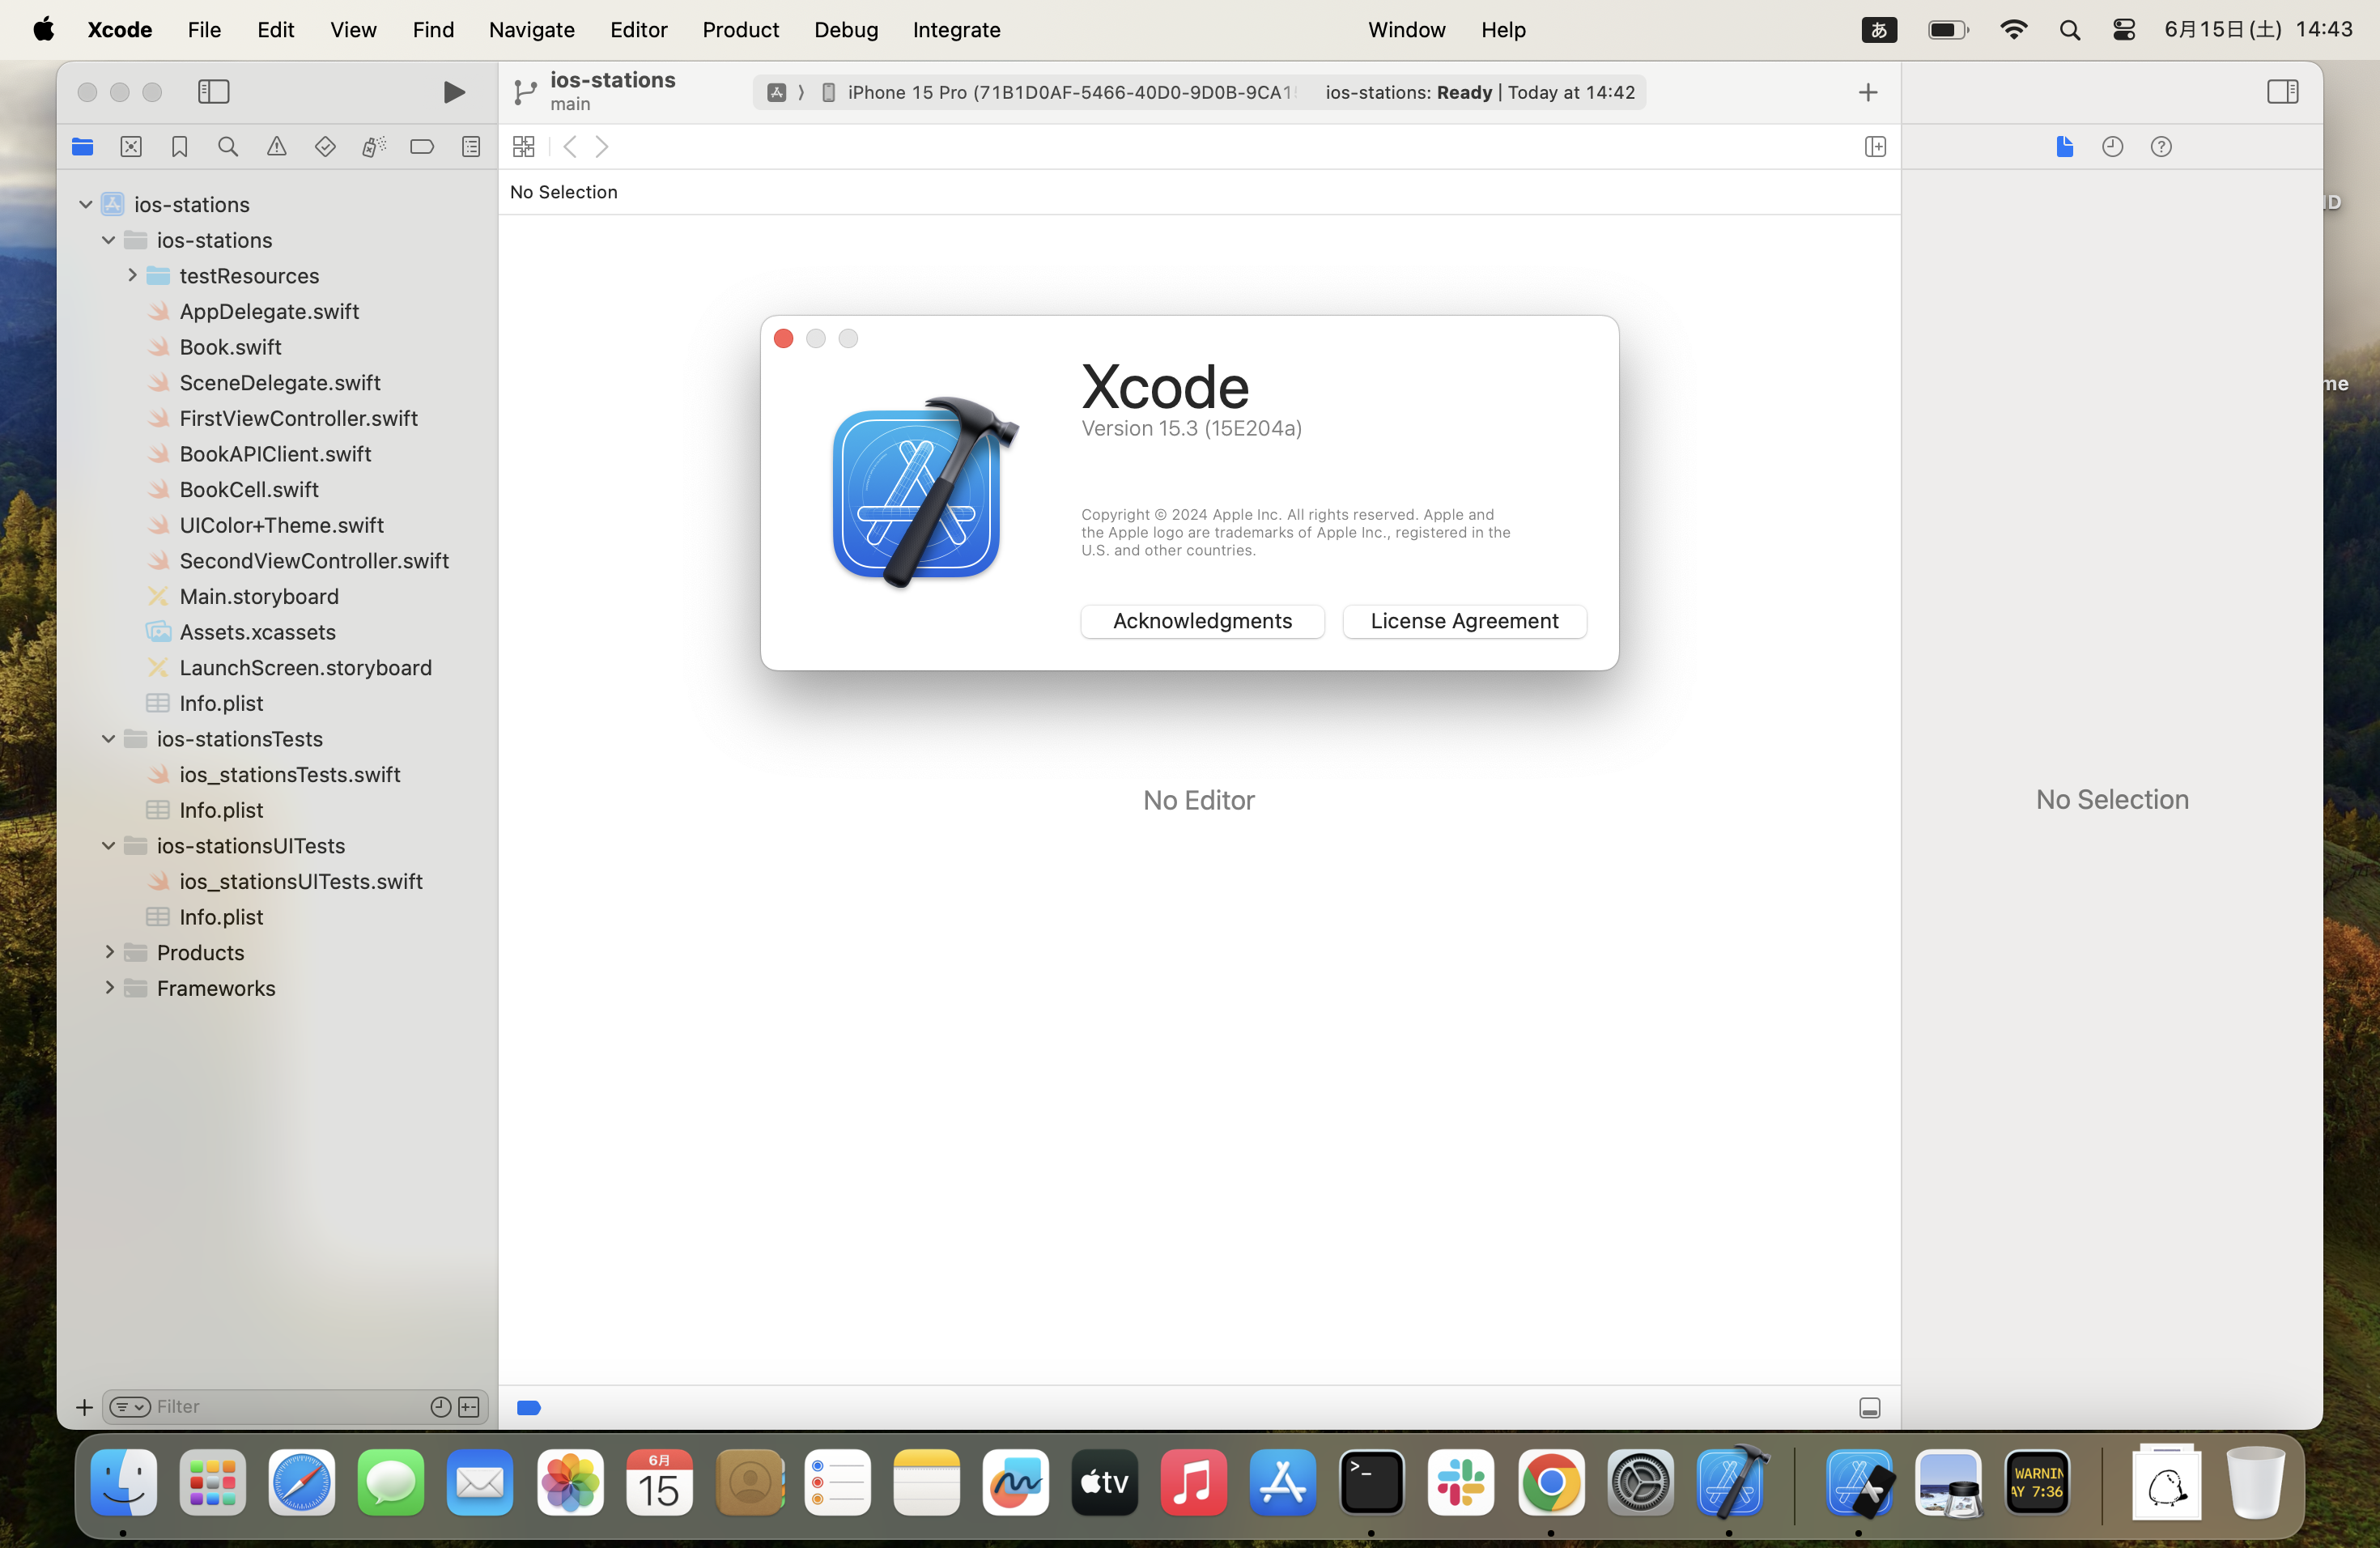 Xcode File Edit View Find Navigate Editor Product Debug Integrate Window Help あ 6月15日(土) 14:43
ios-stations
main
iPhone 15 Pro (71B1D0AF-5466-40D0-9D0B-9CA1 ios-stations: Ready | Today at 14:42
No Selection
ios-stations
ios-stations
testResources
AppDelegate.swift
Book.swift
SceneDelegate.swift
FirstViewController.swift
BookAPIClient.swift
BookCell.swift
UIColor+Theme.swift
SecondViewController.swift
Main.storyboard
Assets.xcassets
LaunchScreen.storyboard
Info.plist
ios-stationsTests
ios_stationsTests.swift
Info.plist
ios-stationsUITests
ios_stationsUITests.swift
Info.plist
Products
Frameworks
Filter
Xcode
Version 15.3 (15E204a)
Copyright © 2024 Apple Inc. All rights reserved. Apple and
the Apple logo are trademarks of Apple Inc., registered in the
U.S. and other countries.
Acknowledgments License Agreement
No Editor
No Selection
me
6月
15
tv
>_
WARNIN
AY 7:36